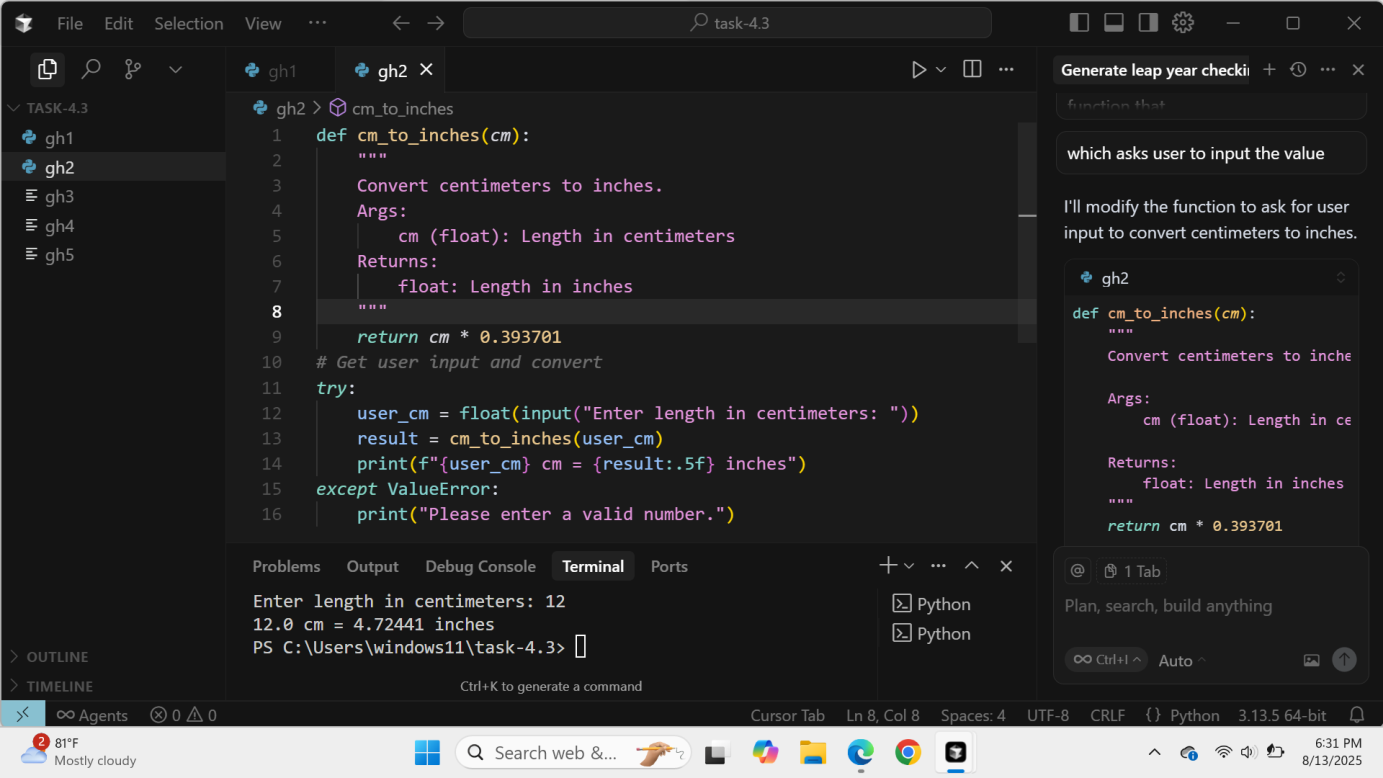 File Edit Selection View ···
task-4.3
TASK-4.3
gh1
gh2
gh3
gh4
gh5
OUTLINE
TIMELINE
gh1
gh2
gh2 > cm_to_inches
1 def cm_to_inches(cm):
2 """
3 Convert centimeters to inches.
4 Args:
5 cm (float): Length in centimeters
6 Returns:
7 float: Length in inches
8 """
9 return cm * 0.393701
10 # Get user input and convert
11 try:
12 user_cm = float(input("Enter length in centimeters: "))
13 result = cm_to_inches(user_cm)
14 print(f"{user_cm} cm = {result:.5f} inches")
15 except ValueError:
16 print("Please enter a valid number.")
Problems Output Debug Console Terminal Ports
Enter length in centimeters: 12
12.0 cm = 4.72441 inches
PS C:\Users\windows11\task-4.3>
Ctrl+K to generate a command
Python
Python
Generate leap year checkin
function that
which asks user to input the value
I'll modify the function to ask for user
input to convert centimeters to inches.
gh2
def cm_to_inches(cm):
"""
Convert centimeters to inche
Args:
cm (float): Length in ce
Returns:
float: Length in inches
"""
return cm * 0.393701
@ 1 Tab
Plan, search, build anything
∞ Ctrl+I Auto
Agents 0 0
Cursor Tab Ln 8, Col 8 Spaces: 4 UTF-8 CRLF {} Python 3.13.5 64-bit
2
81°F
Mostly cloudy
Search web &...
6:31 PM
8/13/2025